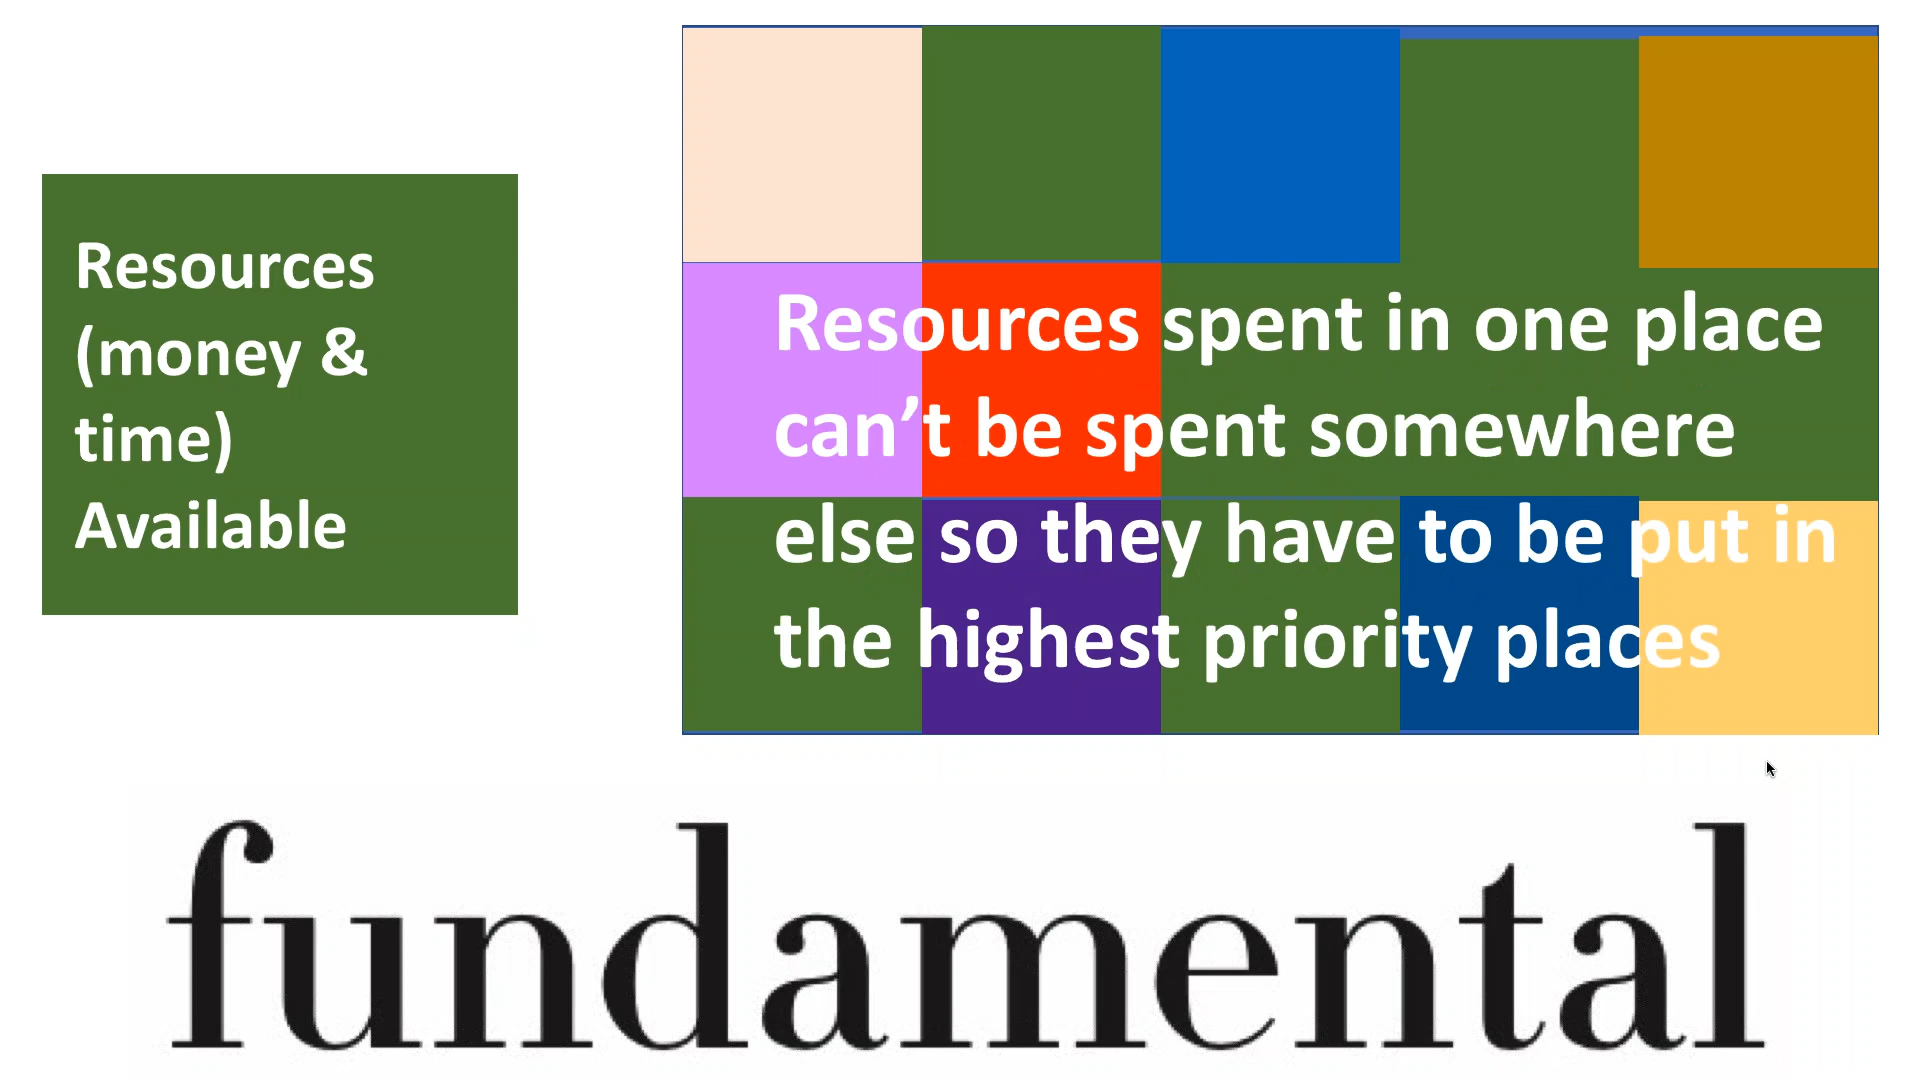 Resources
(money &
time)
Available
Resources spent in one place
can’t be spent somewhere
else so they have to be put in
the highest priority places
fundamental